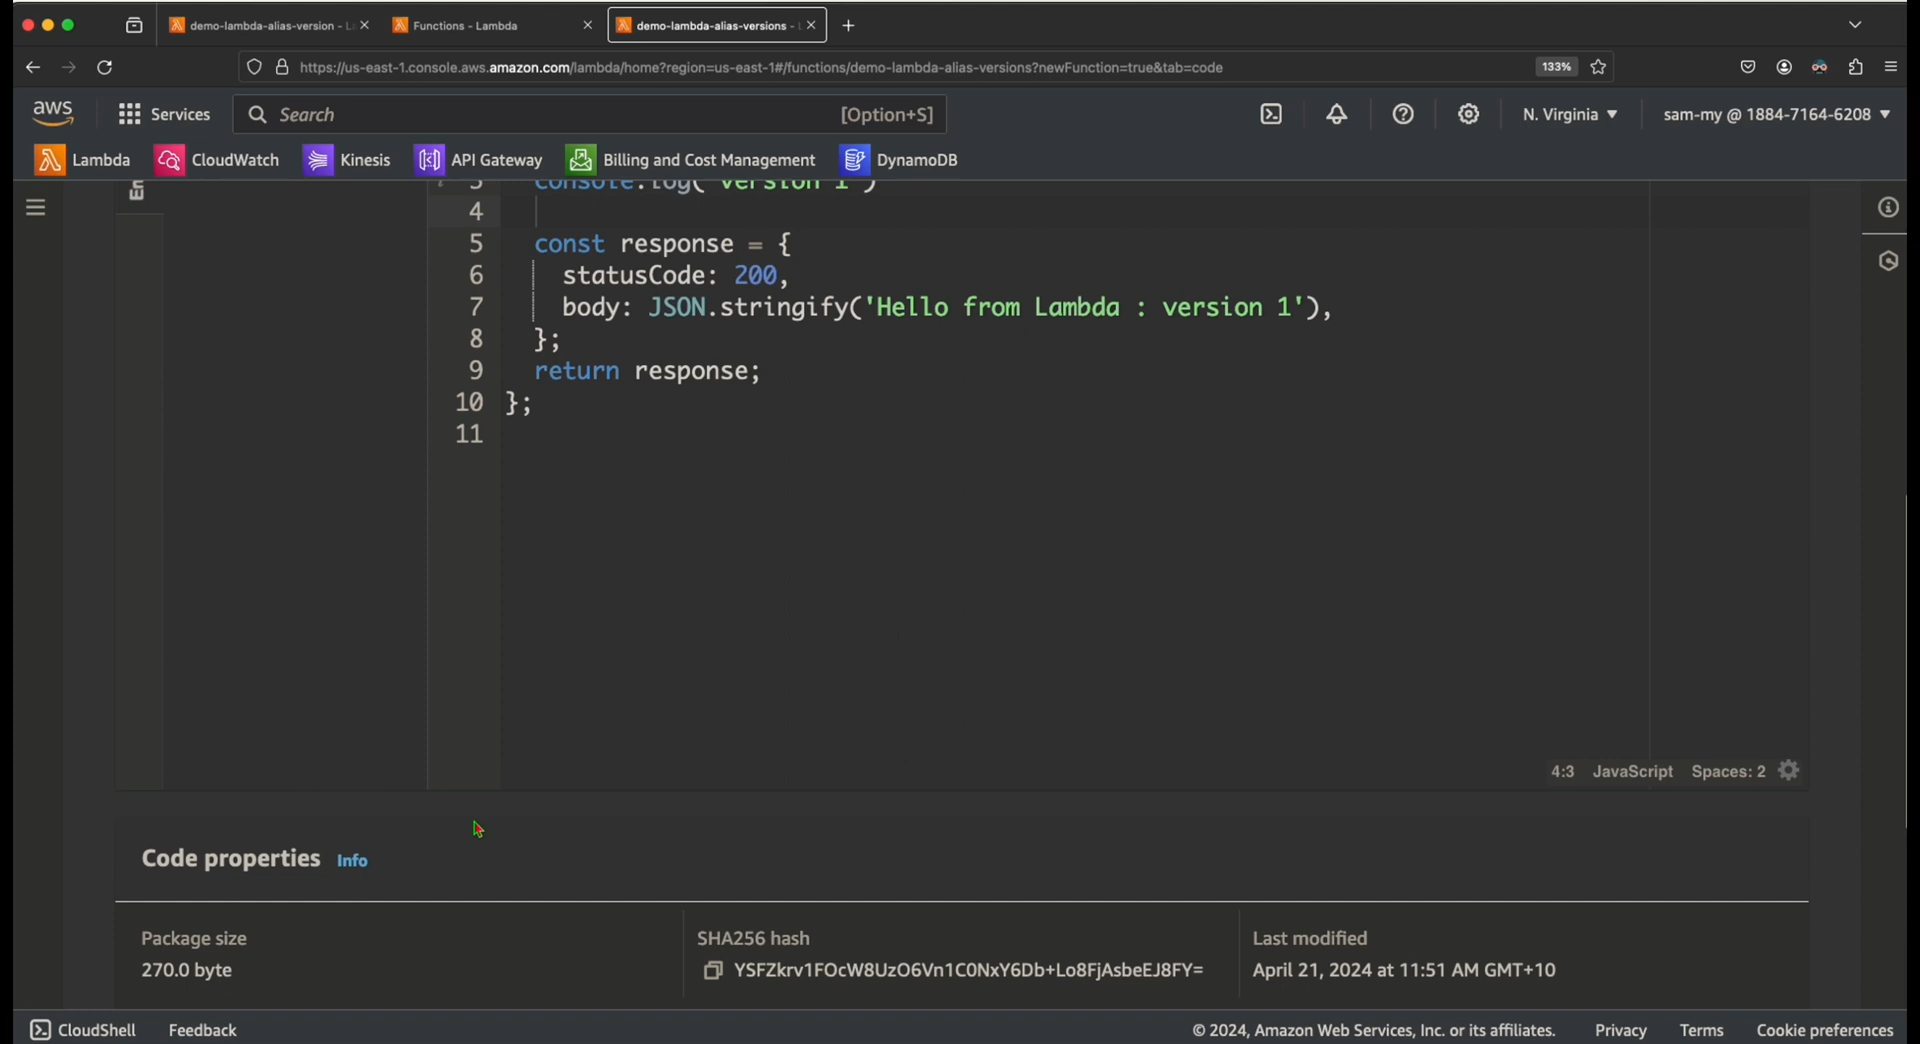 demo-lambda-alias-version - La
Functions - Lambda
demo-lambda-alias-versions - L
https://us-east-1.console.aws.amazon.com/lambda/home?region=us-east-1#/functions/demo-lambda-alias-versions?newFunction=true&tab=code
133%
aws
Services
Search
[Option+S]
N. Virginia
sam-my @ 1884-7164-6208
Lambda
CloudWatch
Kinesis
API Gateway
Billing and Cost Management
DynamoDB
3 console.log("version 1")
4
5 const response = {
6 statusCode: 200,
7 body: JSON.stringify('Hello from Lambda : version 1'),
8 };
9 return response;
10 };
11
4:3 JavaScript Spaces: 2
Code properties Info
Package size
270.0 byte
SHA256 hash
YSFZkrv1FOcW8UzO6Vn1C0NxY6Db+Lo8FjAsbeEJ8FY=
Last modified
April 21, 2024 at 11:51 AM GMT+10
CloudShell
Feedback
© 2024, Amazon Web Services, Inc. or its affiliates.
Privacy
Terms
Cookie preferences